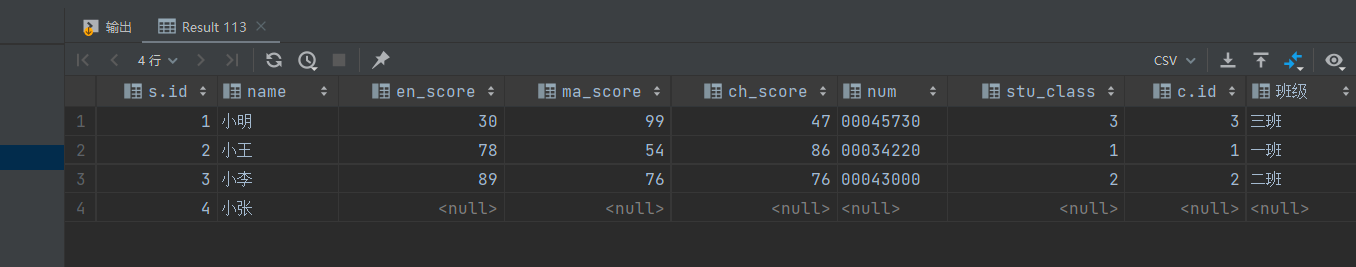 输出 Result 113
4 行 CSV
s.id name en_score ma_score ch_score num stu_class c.id 班级
1 1 小明 30 99 47 00045730 3 3 三班
2 2 小王 78 54 86 00034220 1 1 一班
3 3 小李 89 76 76 00043000 2 2 二班
4 4 小张 <null> <null> <null> <null> <null> <null> <null>